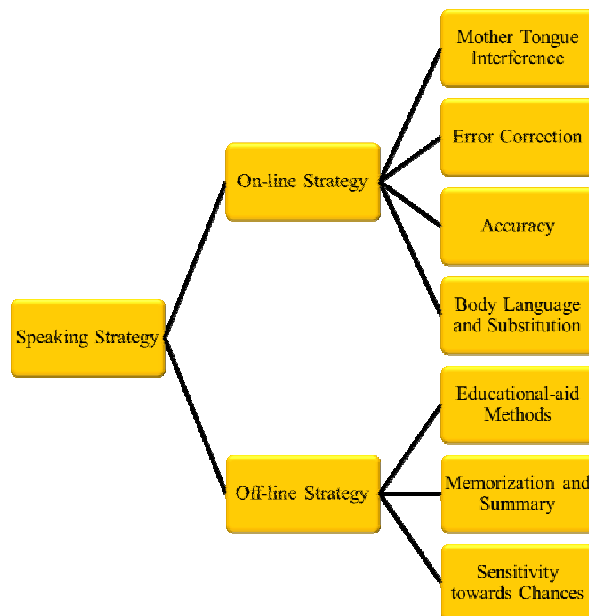 Speaking Strategy
On-line Strategy
Mother Tongue
Interference
Error Correction
Accuracy
Body Language
and Substitution
Off-line Strategy
Educational-aid
Methods
Memorization and
Summary
Sensitivity
towards Chances